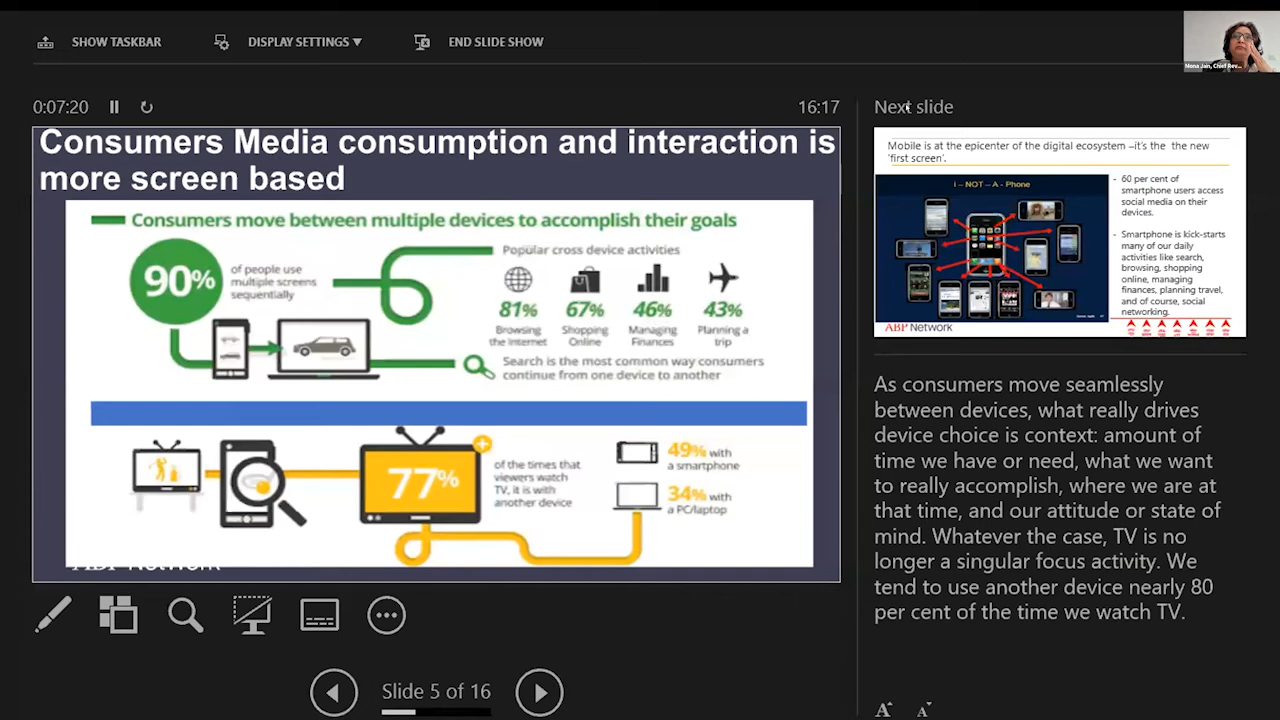 SHOW TASKBAR
DISPLAY SETTINGS ▼
END SLIDE SHOW
Nona Jain, Chief Rev...
0:07:20
16:17
Next slide
Consumers Media consumption and interaction is
more screen based
Consumers move between multiple devices to accomplish their goals
90%
of people use
multiple screens
sequentially
Popular cross device activities
81%
Browsing
the Internet
67%
Shopping
Online
46%
Managing
Finances
43%
Planning a
trip
Search is the most common way consumers
continue from one device to another
77%
of the times that
viewers watch
TV, it is with
another device
49% with
a smartphone
34% with
a PC/laptop
ABP Network
Mobile is at the epicenter of the digital ecosystem –it's the the new
'first screen'.
i – NOT – A - Phone
- 60 per cent of
smartphone users access
social media on their
devices.
- Smartphone is kick-starts
many of our daily
activities like search,
browsing, shopping
online, managing
finances, planning travel,
and of course, social
networking.
ABP Network
As consumers move seamlessly
between devices, what really drives
device choice is context: amount of
time we have or need, what we want
to really accomplish, where we are at
that time, and our attitude or state of
mind. Whatever the case, TV is no
longer a singular focus activity. We
tend to use another device nearly 80
per cent of the time we watch TV.
Slide 5 of 16
A A